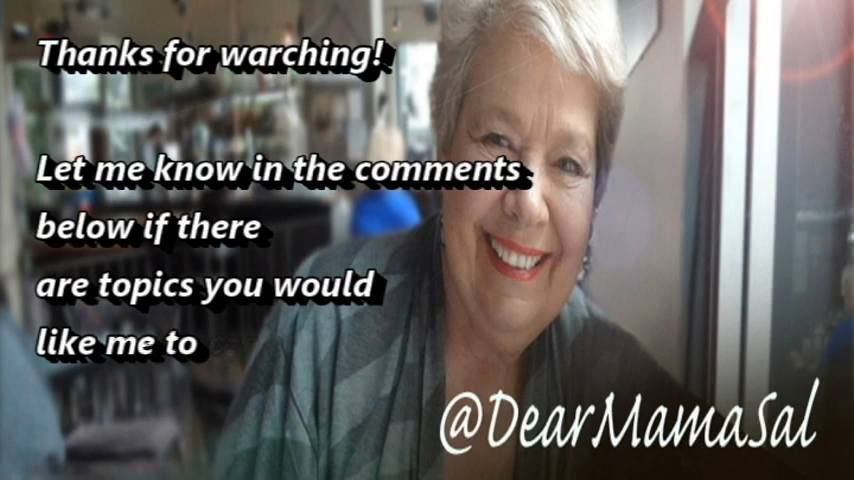 Thanks for warching!
Let me know in the comments
below if there
are topics you would
like me to
@DearMamaSal